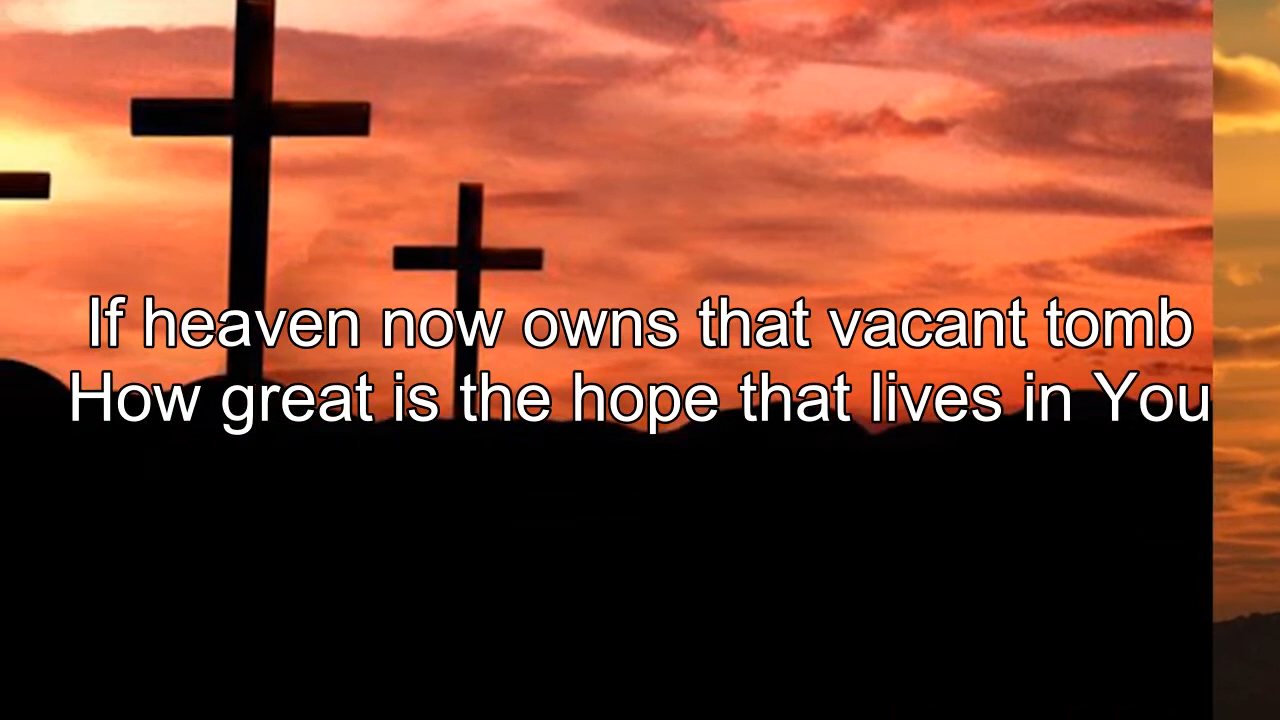 If heaven now owns that vacant tomb
How great is the hope that lives in You